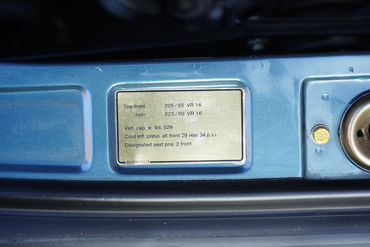 Tire front 205/55 VR 16
rear 225/50 VR 16
Veh. cap. w. lbs. 529
Cold infl. press. all front 29 rear 34 p.s.i.
Designated seat pos. 2 front